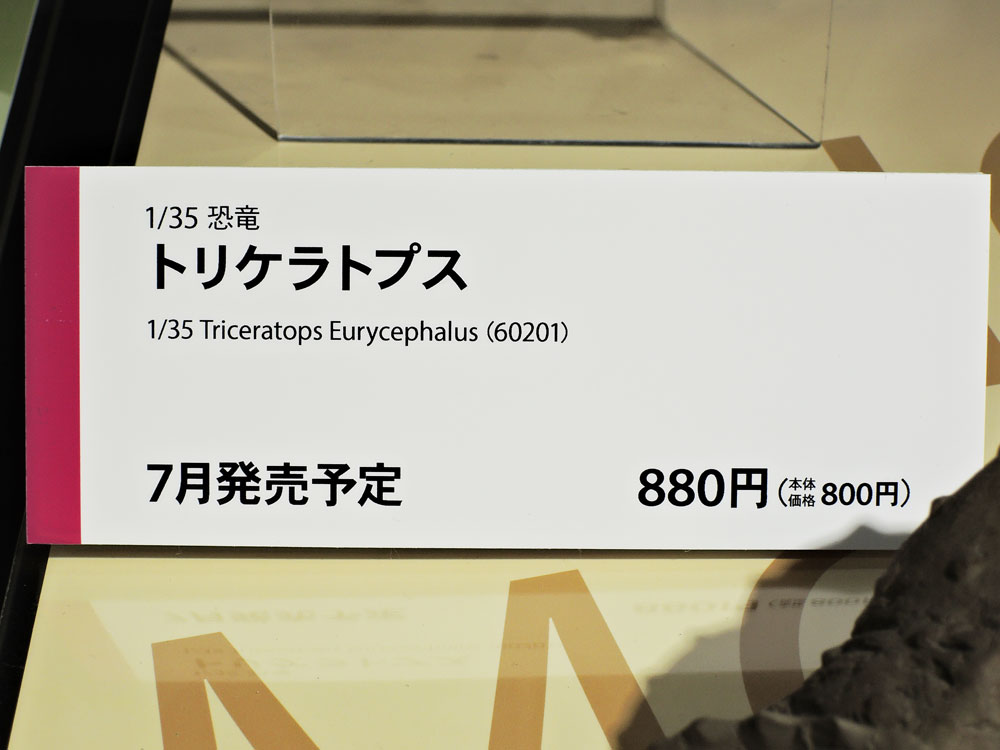 1/35 恐竜
トリケラトプス
1/35 Triceratops Eurycephalus (60201)
7月発売予定
880円（本体価格 800円）